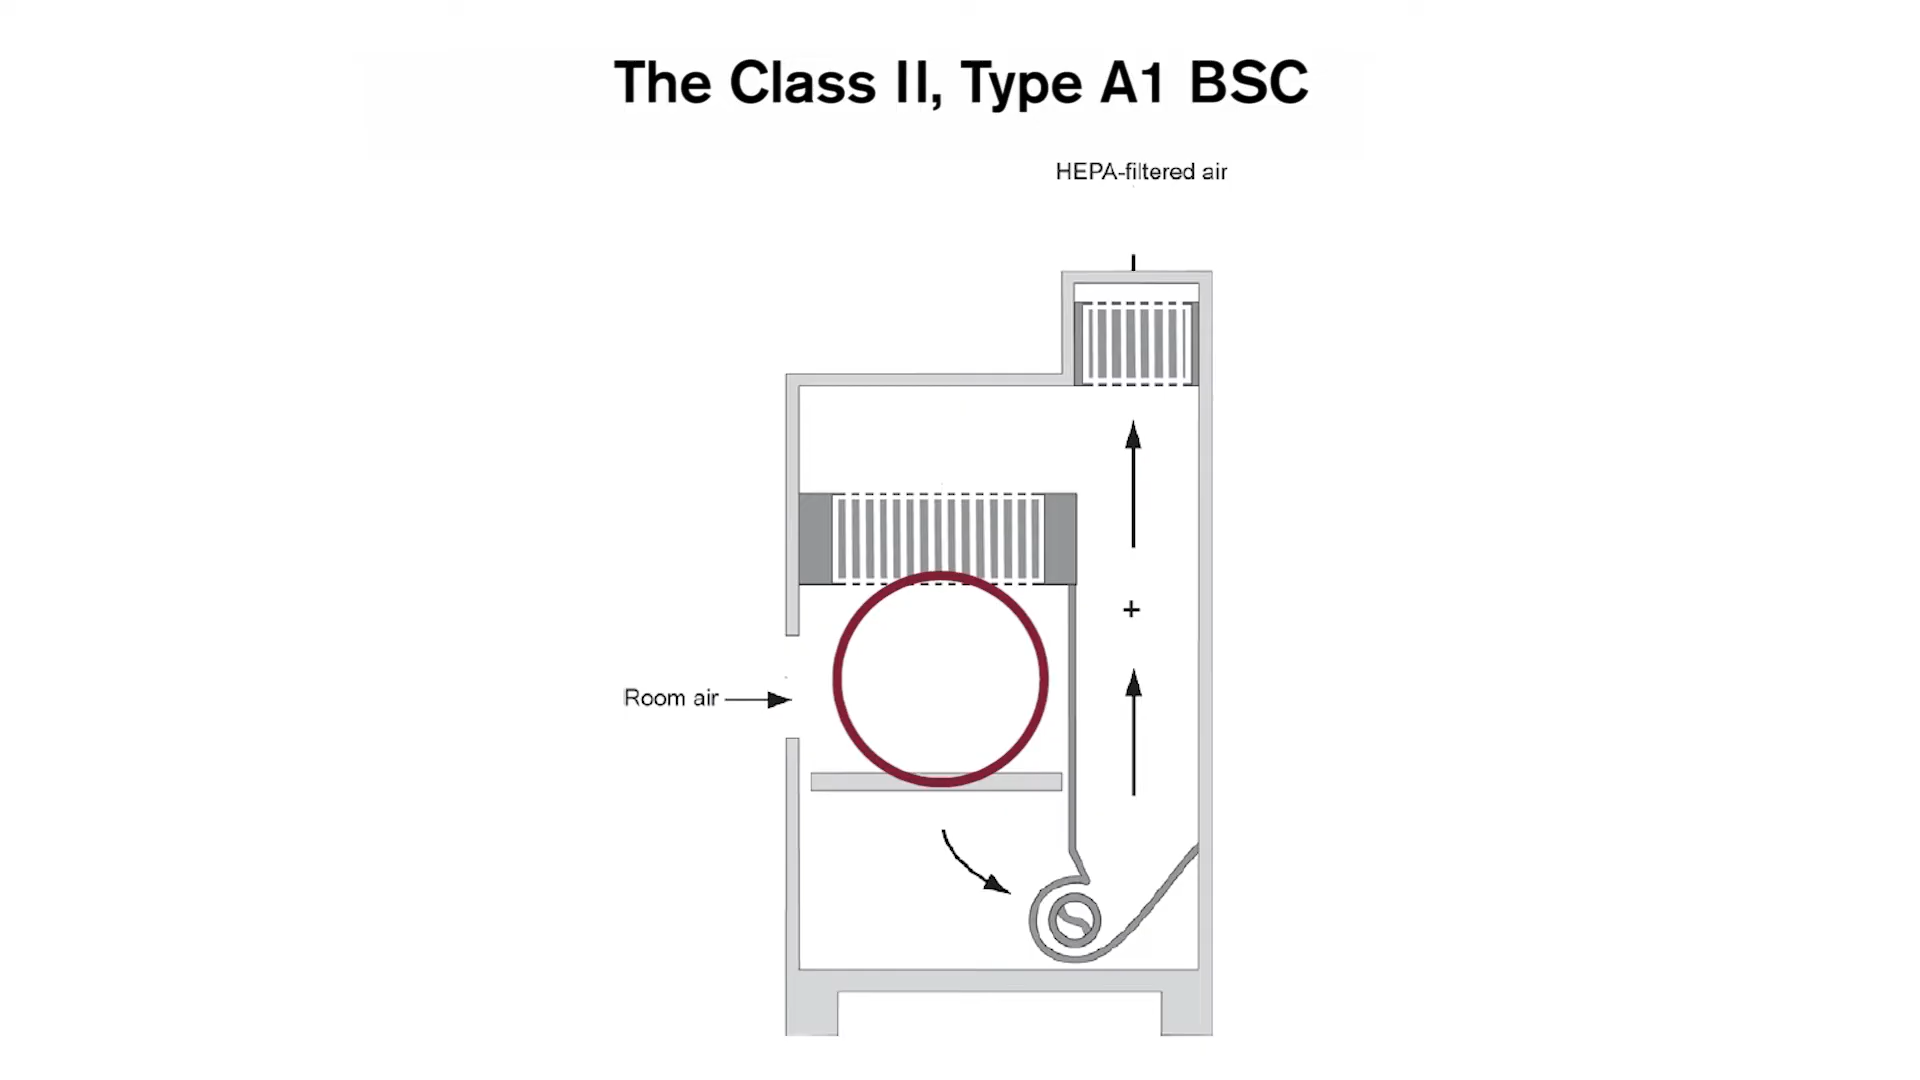 The Class II, Type A1 BSC
HEPA-filtered air
+
Room air